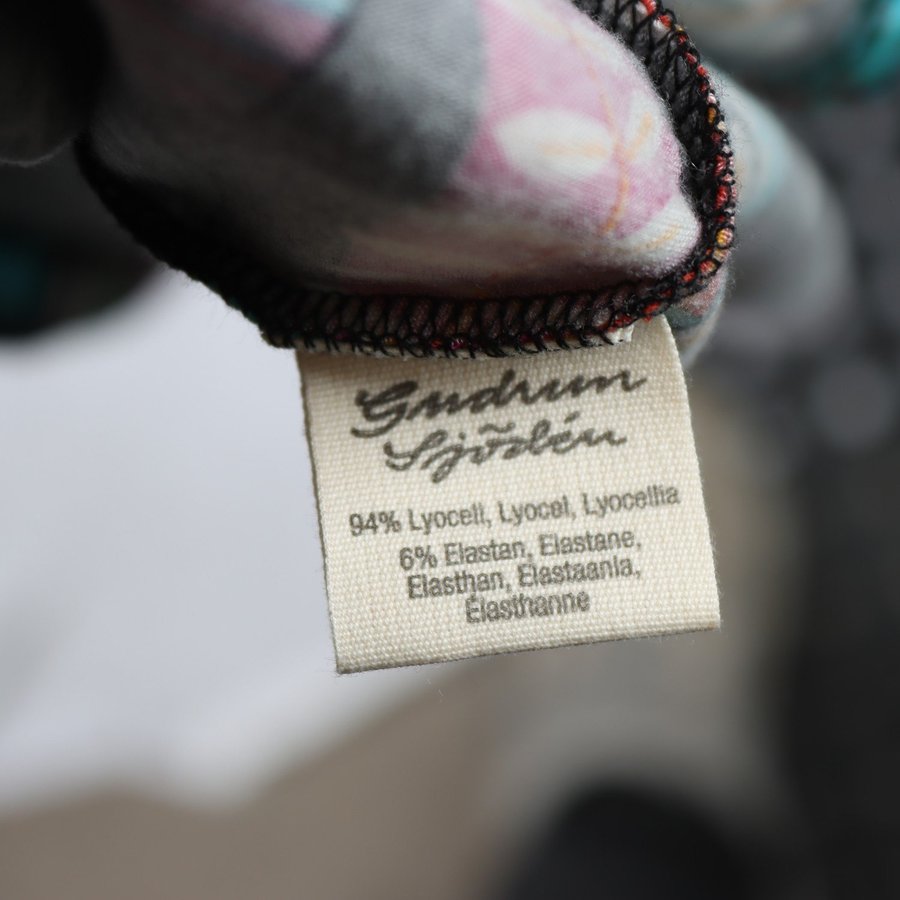 Gudrun
Sjödén
94% Lyocell, Lyocel, Lyocellia
6% Elastan, Elastane,
Elasthan, Elastaania,
Élasthanne